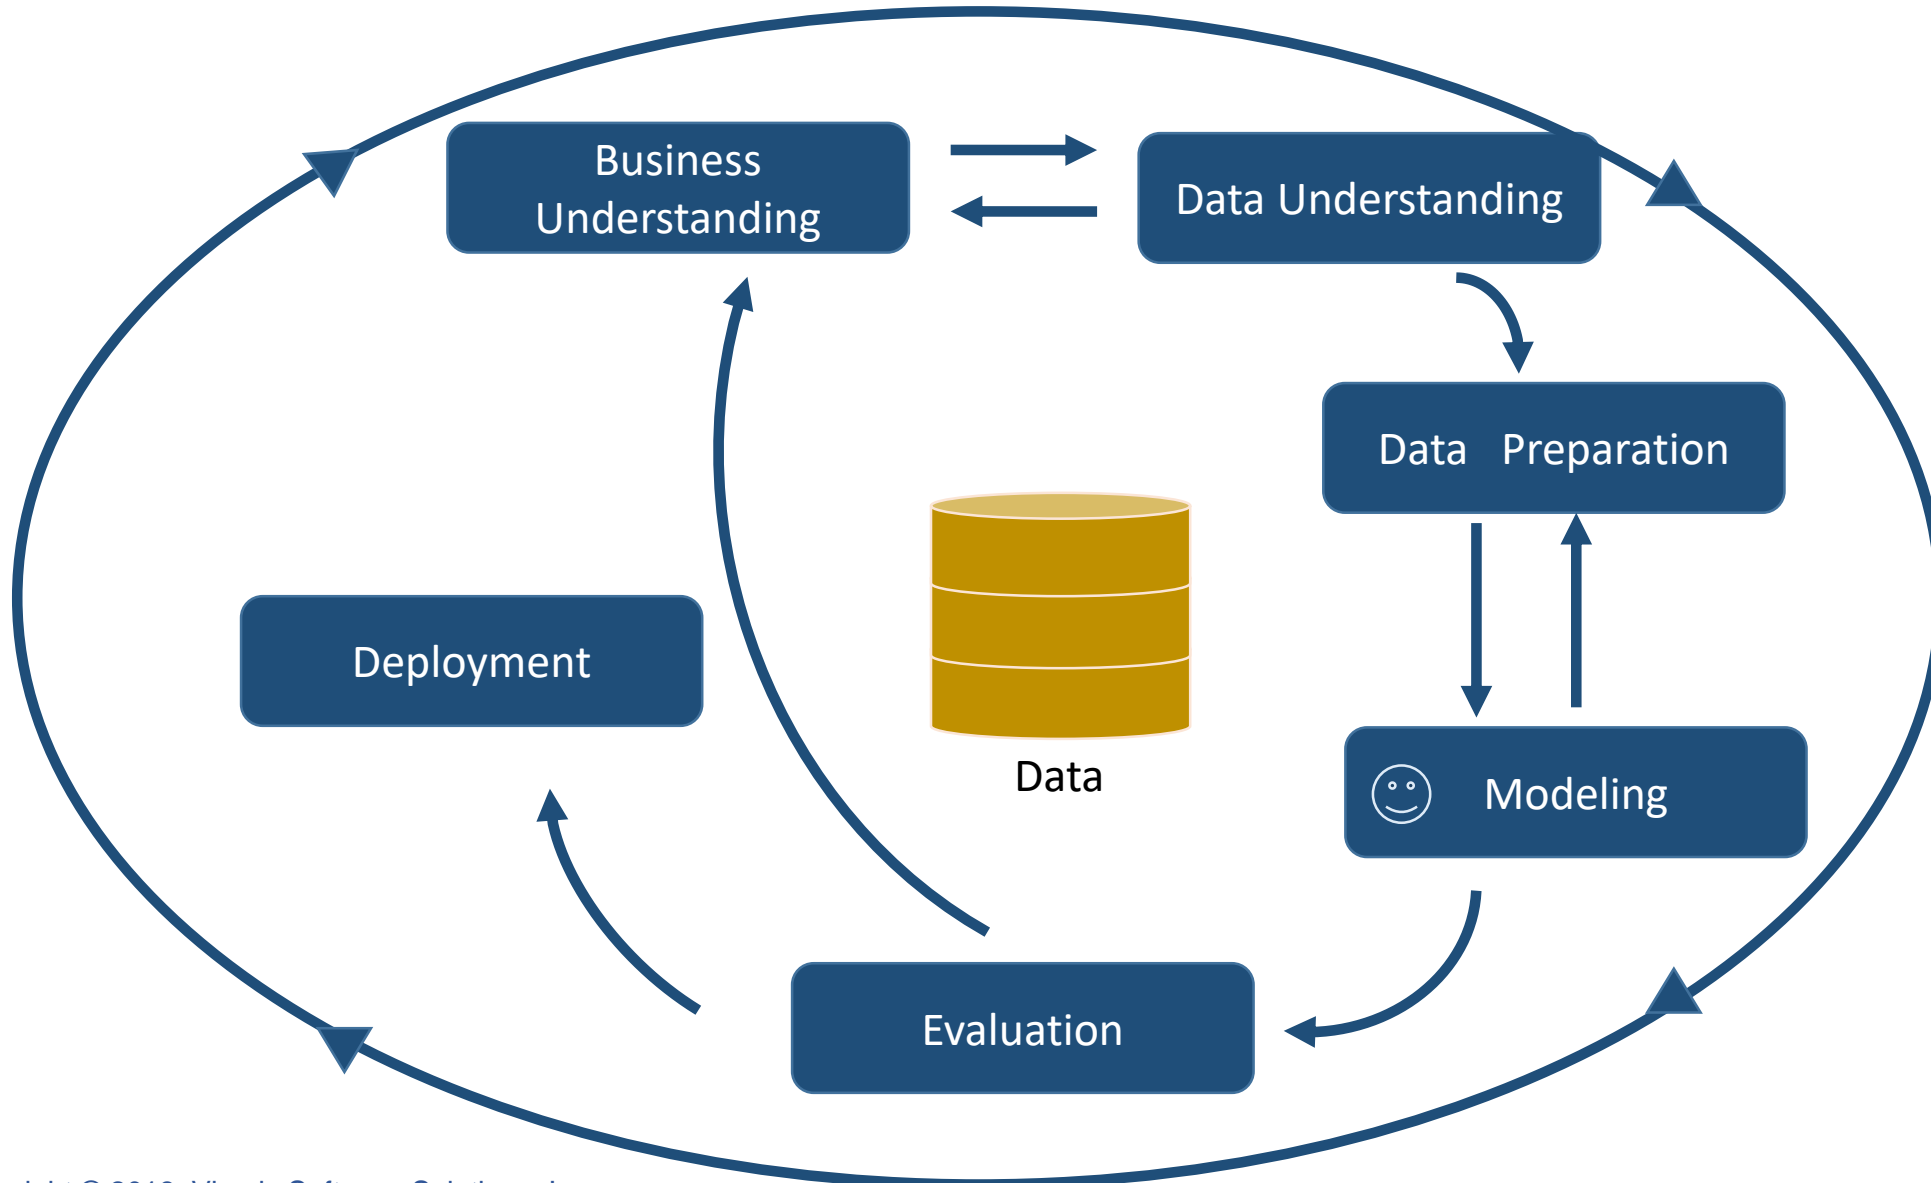 Business
Understanding
Data Understanding
Data   Preparation
Deployment
Data
Modeling
Evaluation